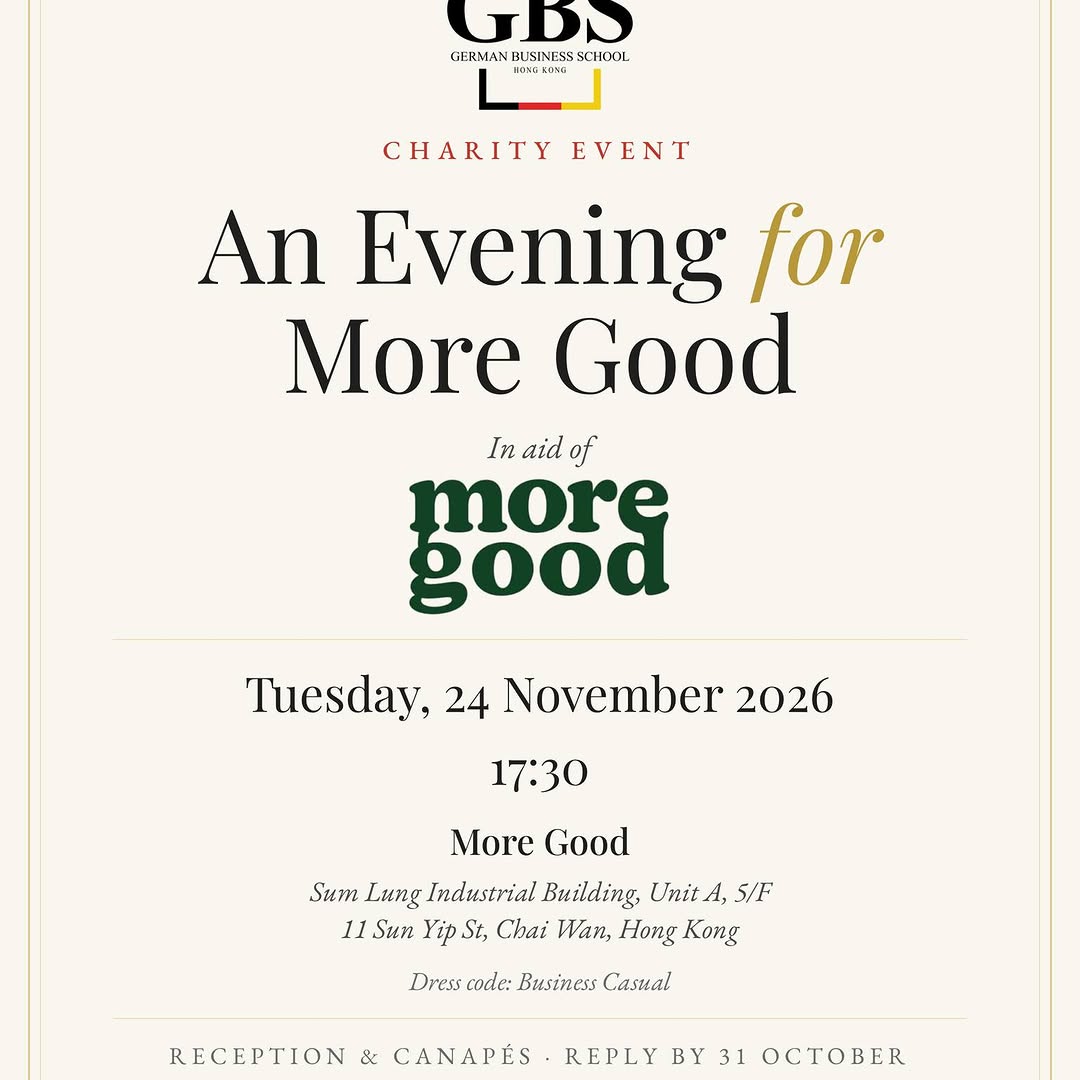 GBS
GERMAN BUSINESS SCHOOL
HONG KONG
CHARITY EVENT
An Evening for
More Good
In aid of
more
good
Tuesday, 24 November 2026
17:30
More Good
Sum Lung Industrial Building, Unit A, 5/F
11 Sun Yip St, Chai Wan, Hong Kong
Dress code: Business Casual
RECEPTION & CANAPÉS · REPLY BY 31 OCTOBER